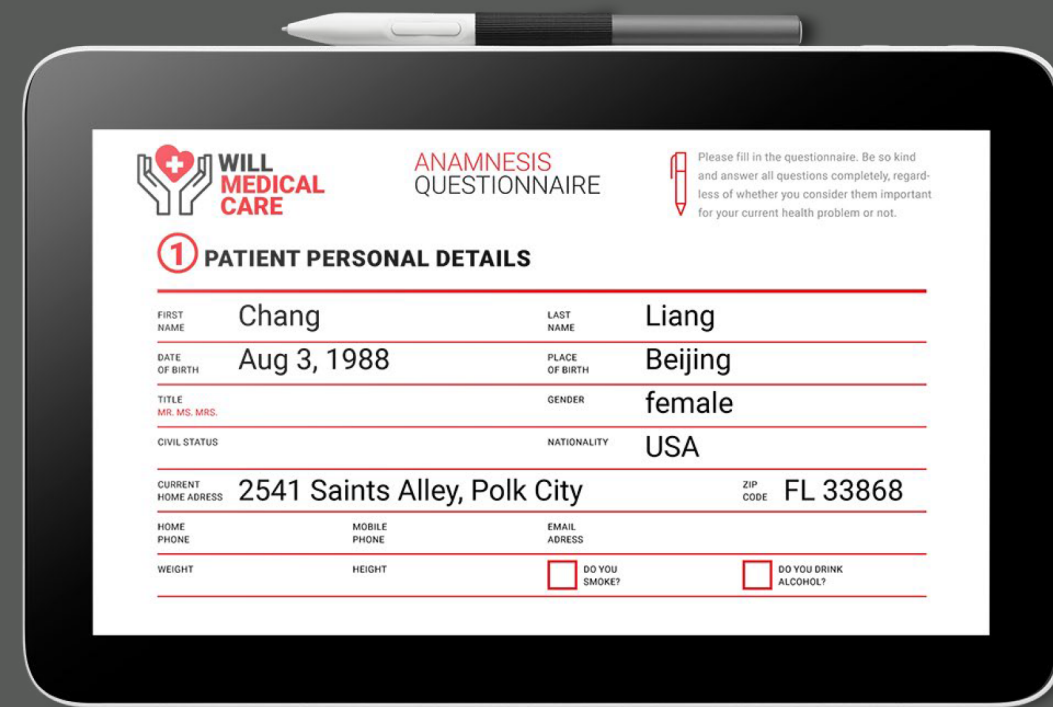 WILL
MEDICAL
CARE
ANAMNESIS
QUESTIONNAIRE
Please fill in the questionnaire. Be so kind
and answer all questions completely, regard-
less of whether you consider them important
for your current health problem or not.
1 PATIENT PERSONAL DETAILS
FIRST
NAME
Chang
LAST
NAME
Liang
DATE
OF BIRTH
Aug 3, 1988
PLACE
OF BIRTH
Beijing
TITLE
MR. MS. MRS.
GENDER
female
CIVIL STATUS
NATIONALITY
USA
CURRENT
HOME ADRESS
2541 Saints Alley, Polk City
ZIP
CODE
FL 33868
HOME
PHONE
MOBILE
PHONE
EMAIL
ADRESS
WEIGHT
HEIGHT
DO YOU
SMOKE?
DO YOU DRINK
ALCOHOL?